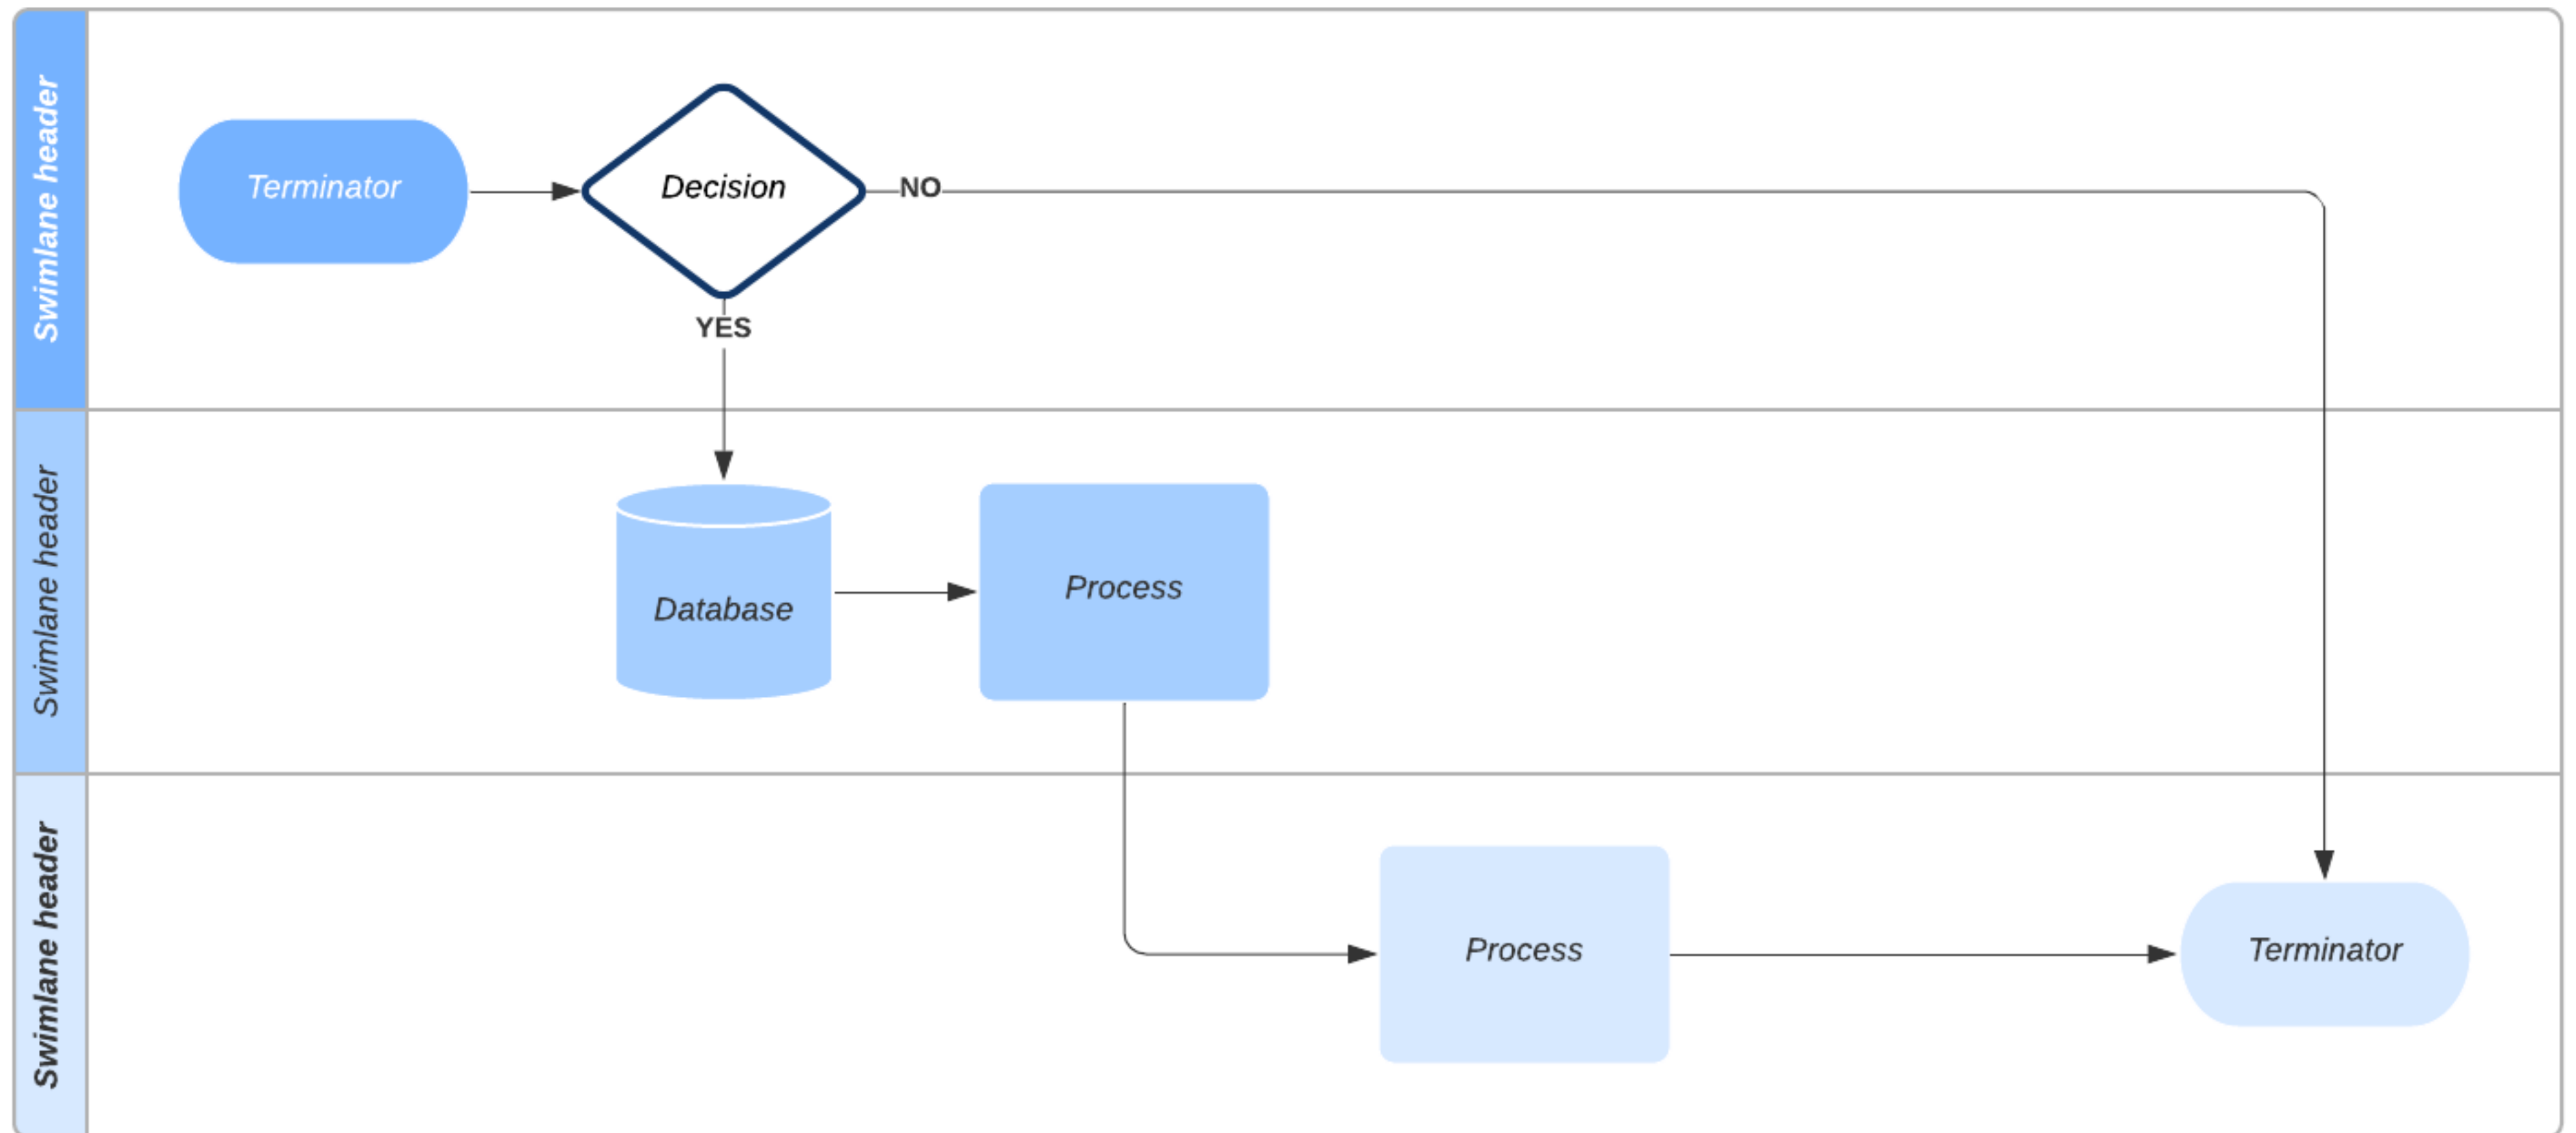 Swimlane header
Terminator
Decision
NO
YES
Swimlane header
Database
Process
Swimlane header
Process
Terminator